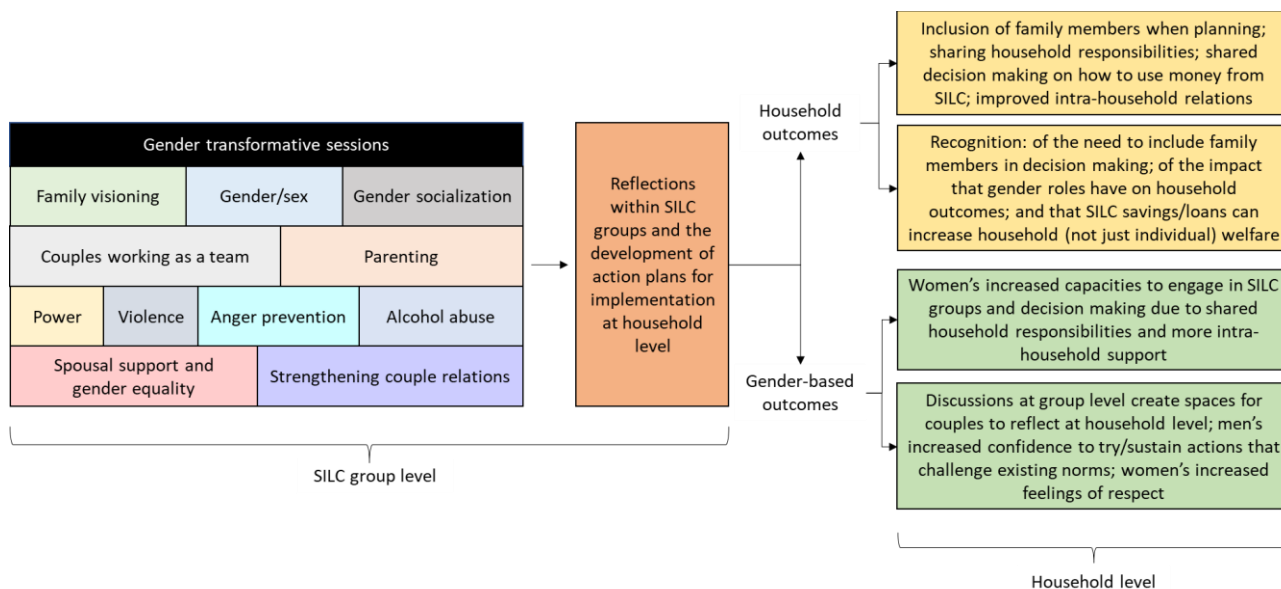 Gender transformative sessions
Family visioning
Gender/sex
Gender socialization
Couples working as a team
Parenting
Power
Violence
Anger prevention
Alcohol abuse
Spousal support and
gender equality
Strengthening couple relations
SILC group level
Reflections
within SILC
groups and the
development of
action plans for
implementation
at household
level
Household
outcomes
Gender-based
outcomes
Inclusion of family members when planning;
sharing household responsibilities; shared
decision making on how to use money from
SILC; improved intra-household relations
Recognition: of the need to include family
members in decision making; of the impact
that gender roles have on household
outcomes; and that SILC savings/loans can
increase household (not just individual) welfare
Women’s increased capacities to engage in SILC
groups and decision making due to shared
household responsibilities and more intra-
household support
Discussions at group level create spaces for
couples to reflect at household level; men’s
increased confidence to try/sustain actions that
challenge existing norms; women’s increased
feelings of respect
Household level